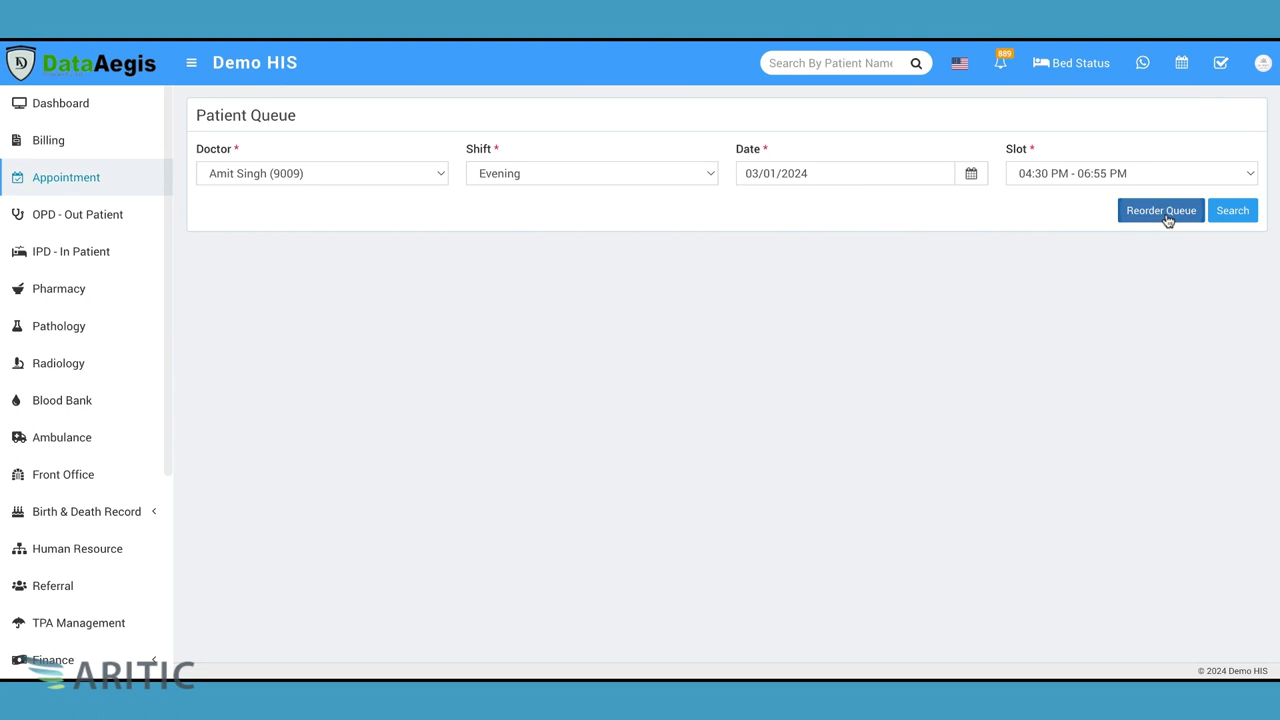 DataAegis
Demo HIS
Search By Patient Name
889
Bed Status
Dashboard
Billing
Appointment
OPD - Out Patient
IPD - In Patient
Pharmacy
Pathology
Radiology
Blood Bank
Ambulance
Front Office
Birth & Death Record
Human Resource
Referral
TPA Management
Finance
ARITIC
Patient Queue
Doctor * Shift * Date * Slot *
Amit Singh (9009) Evening 03/01/2024 04:30 PM - 06:55 PM
Reorder Queue Search
© 2024 Demo HIS